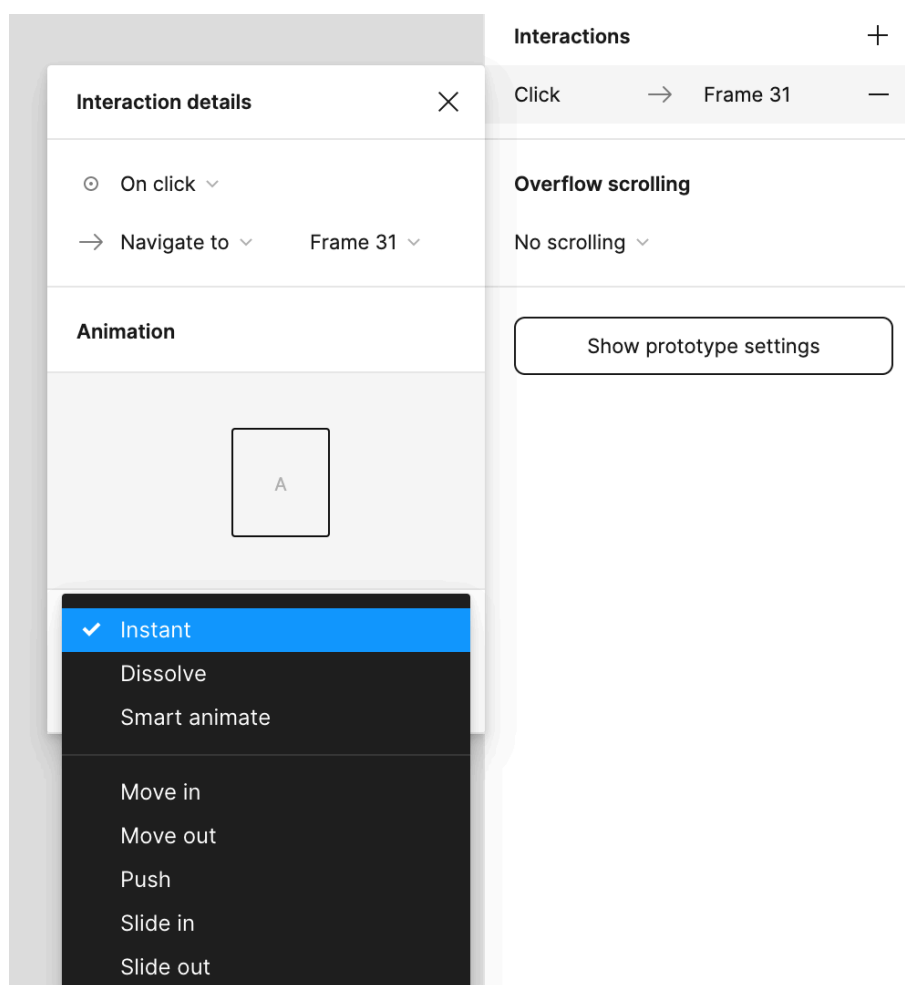 Interactions
Click → Frame 31
Interaction details
On click
→ Navigate to Frame 31
Overflow scrolling
No scrolling
Animation
Show prototype settings
A
Instant
Dissolve
Smart animate
Move in
Move out
Push
Slide in
Slide out